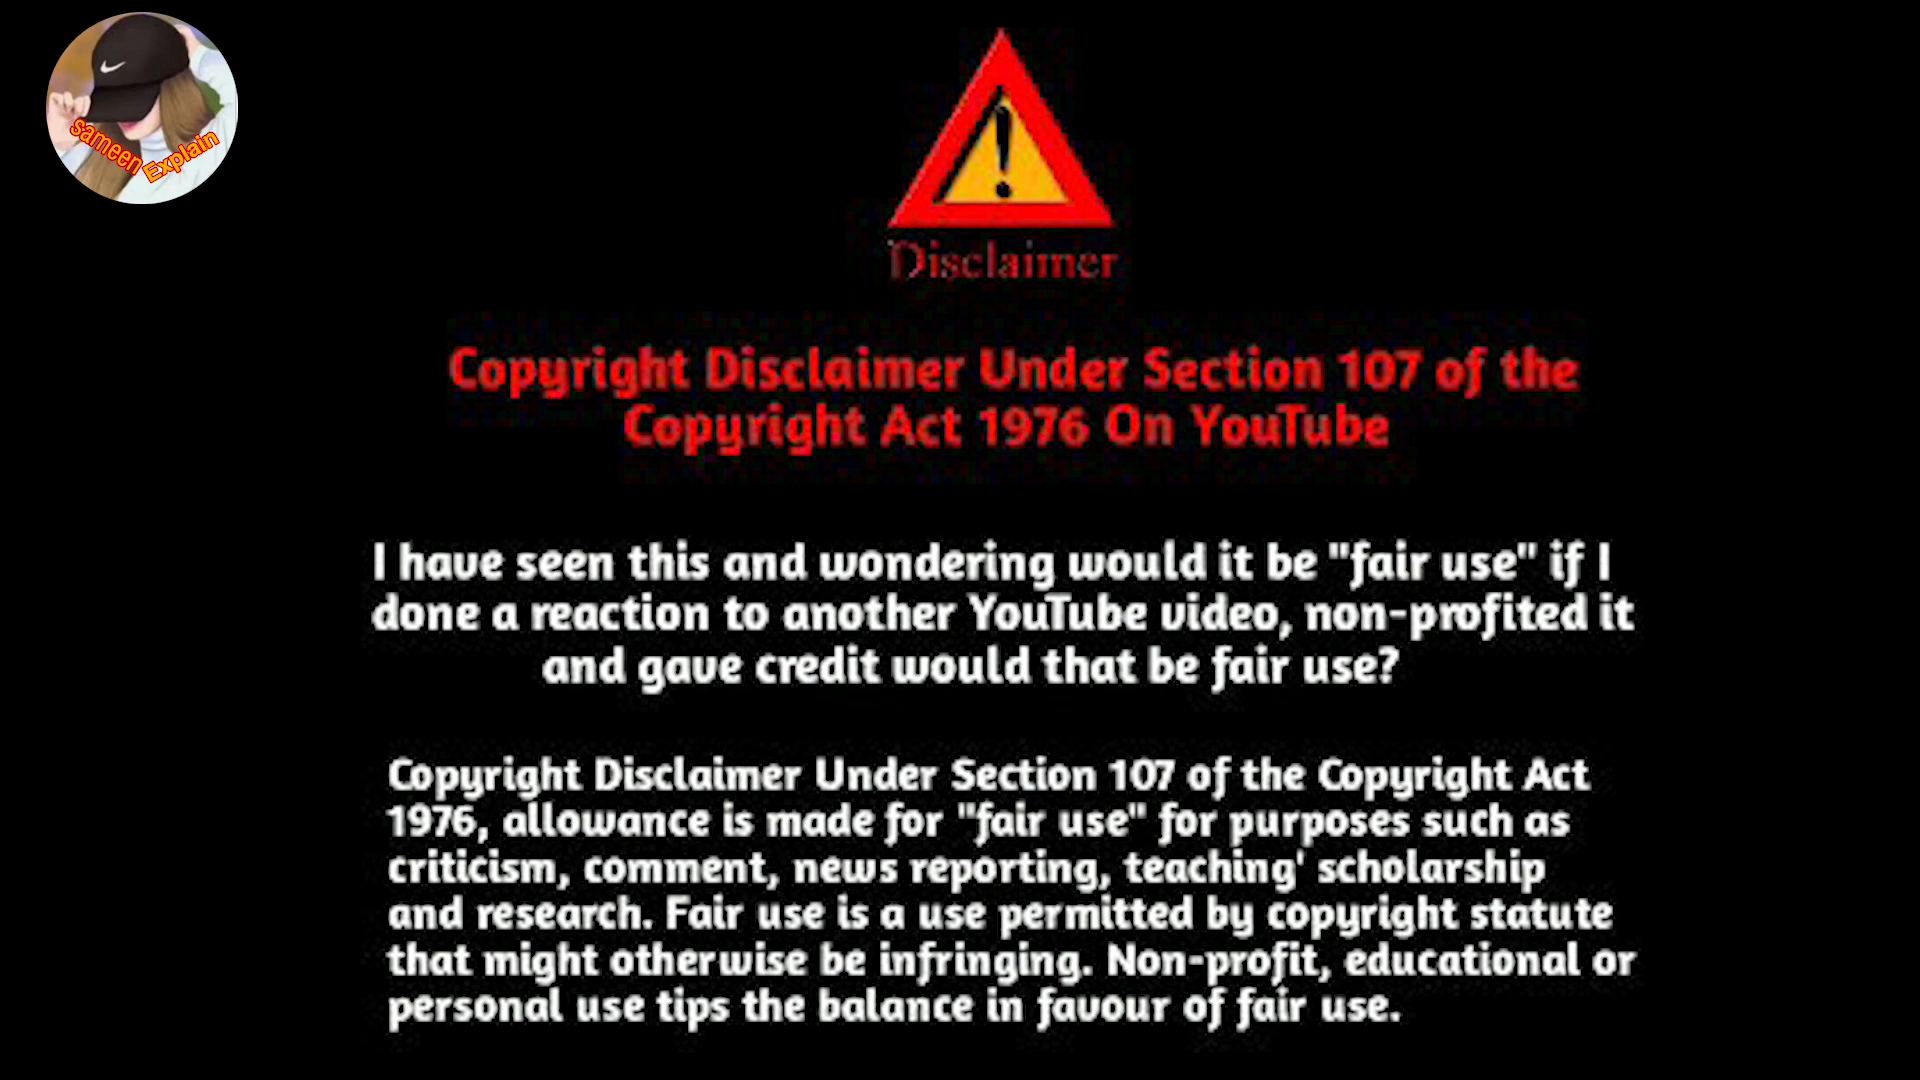 sameen Explain
Disclaimer
Copyright Disclaimer Under Section 107 of the
Copyright Act 1976 On YouTube
I have seen this and wondering would it be "fair use" if I
done a reaction to another YouTube video, non-profited it
and gave credit would that be fair use?
Copyright Disclaimer Under Section 107 of the Copyright Act
1976, allowance is made for "fair use" for purposes such as
criticism, comment, news reporting, teaching' scholarship
and research. Fair use is a use permitted by copyright statute
that might otherwise be infringing. Non-profit, educational or
personal use tips the balance in favour of fair use.